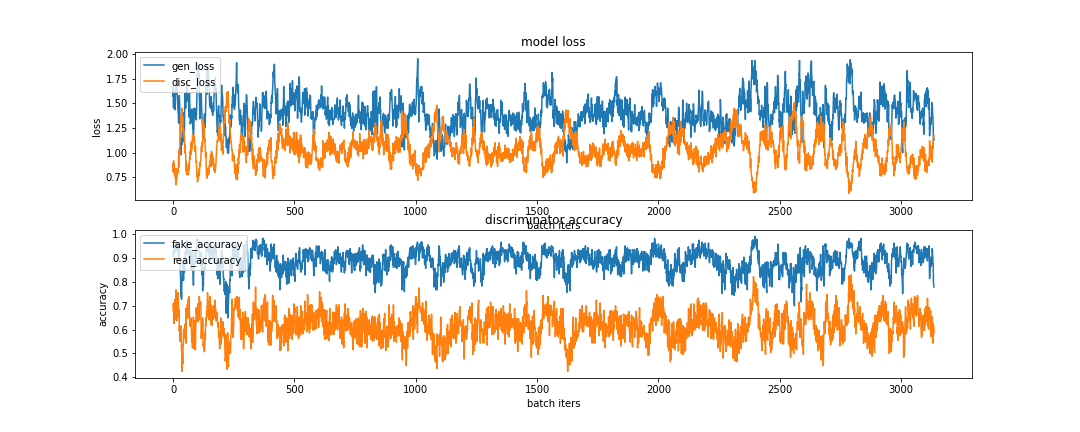 model loss
2.00
1.75
1.50
1.25
1.00
0.75
loss
gen_loss
disc_loss
0 500 1000 1500 2000 2500 3000
batch iters
discriminator accuracy
1.0
0.9
0.8
0.7
0.6
0.5
0.4
accuracy
fake_accuracy
real_accuracy
0 500 1000 1500 2000 2500 3000
batch iters